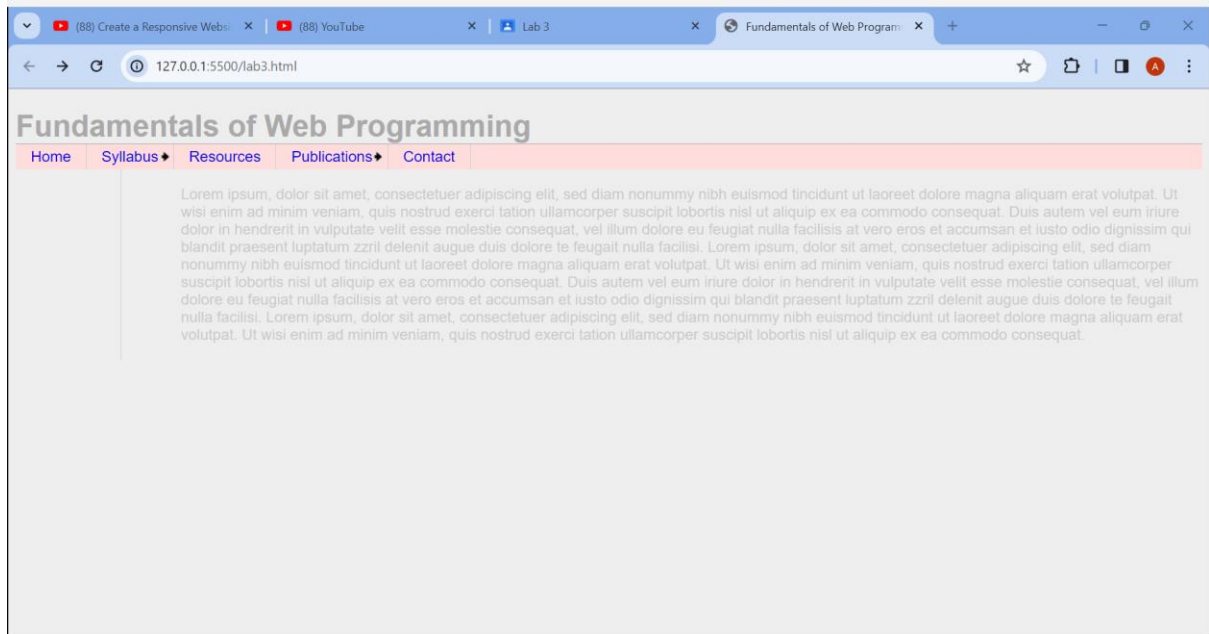 (88) Create a Responsive Websi
(88) YouTube
Lab 3
Fundamentals of Web Program
127.0.0.1:5500/lab3.html
A
Fundamentals of Web Programming
Home Syllabus Resources Publications Contact
Lorem ipsum, dolor sit amet, consectetuer adipiscing elit, sed diam nonummy nibh euismod tincidunt ut laoreet dolore magna aliquam erat volutpat. Ut
wisi enim ad minim veniam, quis nostrud exerci tation ullamcorper suscipit lobortis nisl ut aliquip ex ea commodo consequat. Duis autem vel eum iriure
dolor in hendrerit in vulputate velit esse molestie consequat, vel illum dolore eu feugiat nulla facilisis at vero eros et accumsan et iusto odio dignissim qui
blandit praesent luptatum zzril delenit augue duis dolore te feugait nulla facilisi. Lorem ipsum, dolor sit amet, consectetuer adipiscing elit, sed diam
nonummy nibh euismod tincidunt ut laoreet dolore magna aliquam erat volutpat. Ut wisi enim ad minim veniam, quis nostrud exerci tation ullamcorper
suscipit lobortis nisl ut aliquip ex ea commodo consequat. Duis autem vel eum iriure dolor in hendrerit in vulputate velit esse molestie consequat, vel illum
dolore eu feugiat nulla facilisis at vero eros et accumsan et iusto odio dignissim qui blandit praesent luptatum zzril delenit augue duis dolore te feugait
nulla facilisi. Lorem ipsum, dolor sit amet, consectetuer adipiscing elit, sed diam nonummy nibh euismod tincidunt ut laoreet dolore magna aliquam erat
volutpat. Ut wisi enim ad minim veniam, quis nostrud exerci tation ullamcorper suscipit lobortis nisl ut aliquip ex ea commodo consequat.